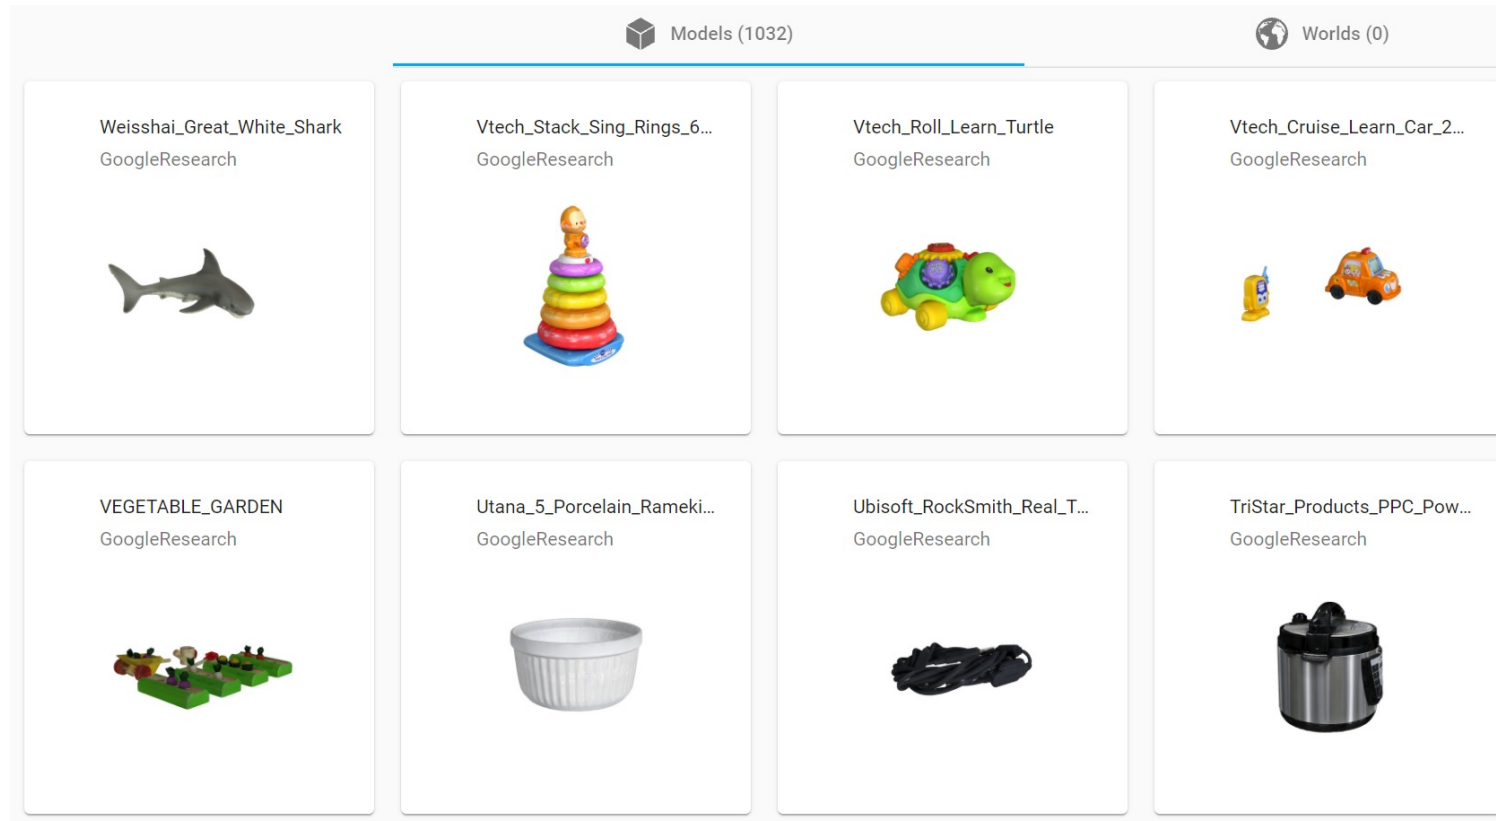 Models (1032)
Worlds (0)
Weisshai_Great_White_Shark
GoogleResearch
Vtech_Stack_Sing_Rings_6...
GoogleResearch
Vtech_Roll_Learn_Turtle
GoogleResearch
Vtech_Cruise_Learn_Car_2...
GoogleResearch
VEGETABLE_GARDEN
GoogleResearch
Utana_5_Porcelain_Rameki...
GoogleResearch
Ubisoft_RockSmith_Real_T...
GoogleResearch
TriStar_Products_PPC_Pow...
GoogleResearch